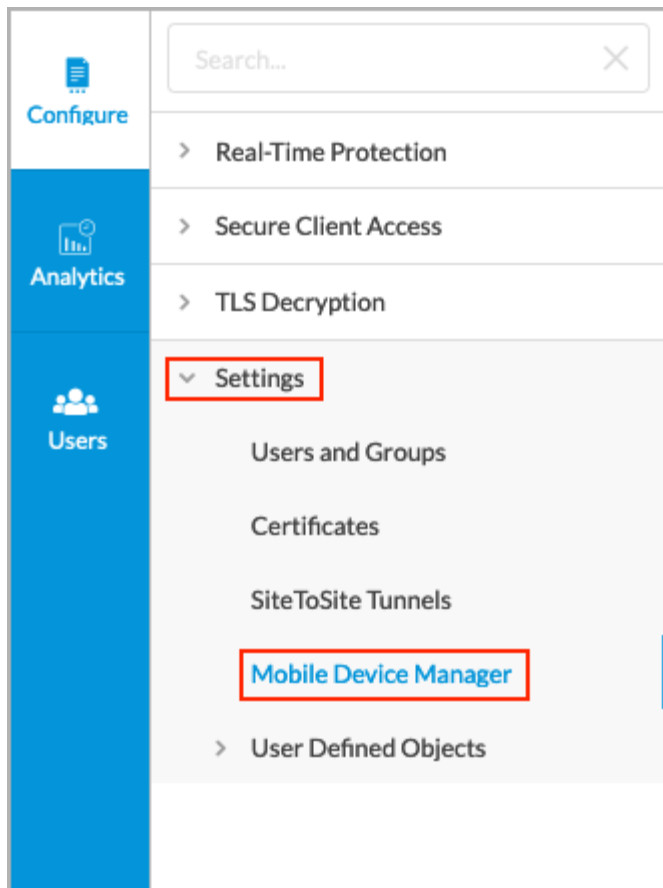 Configure
Analytics
Users
Search...
Real-Time Protection
Secure Client Access
TLS Decryption
Settings
Users and Groups
Certificates
SiteToSite Tunnels
Mobile Device Manager
User Defined Objects